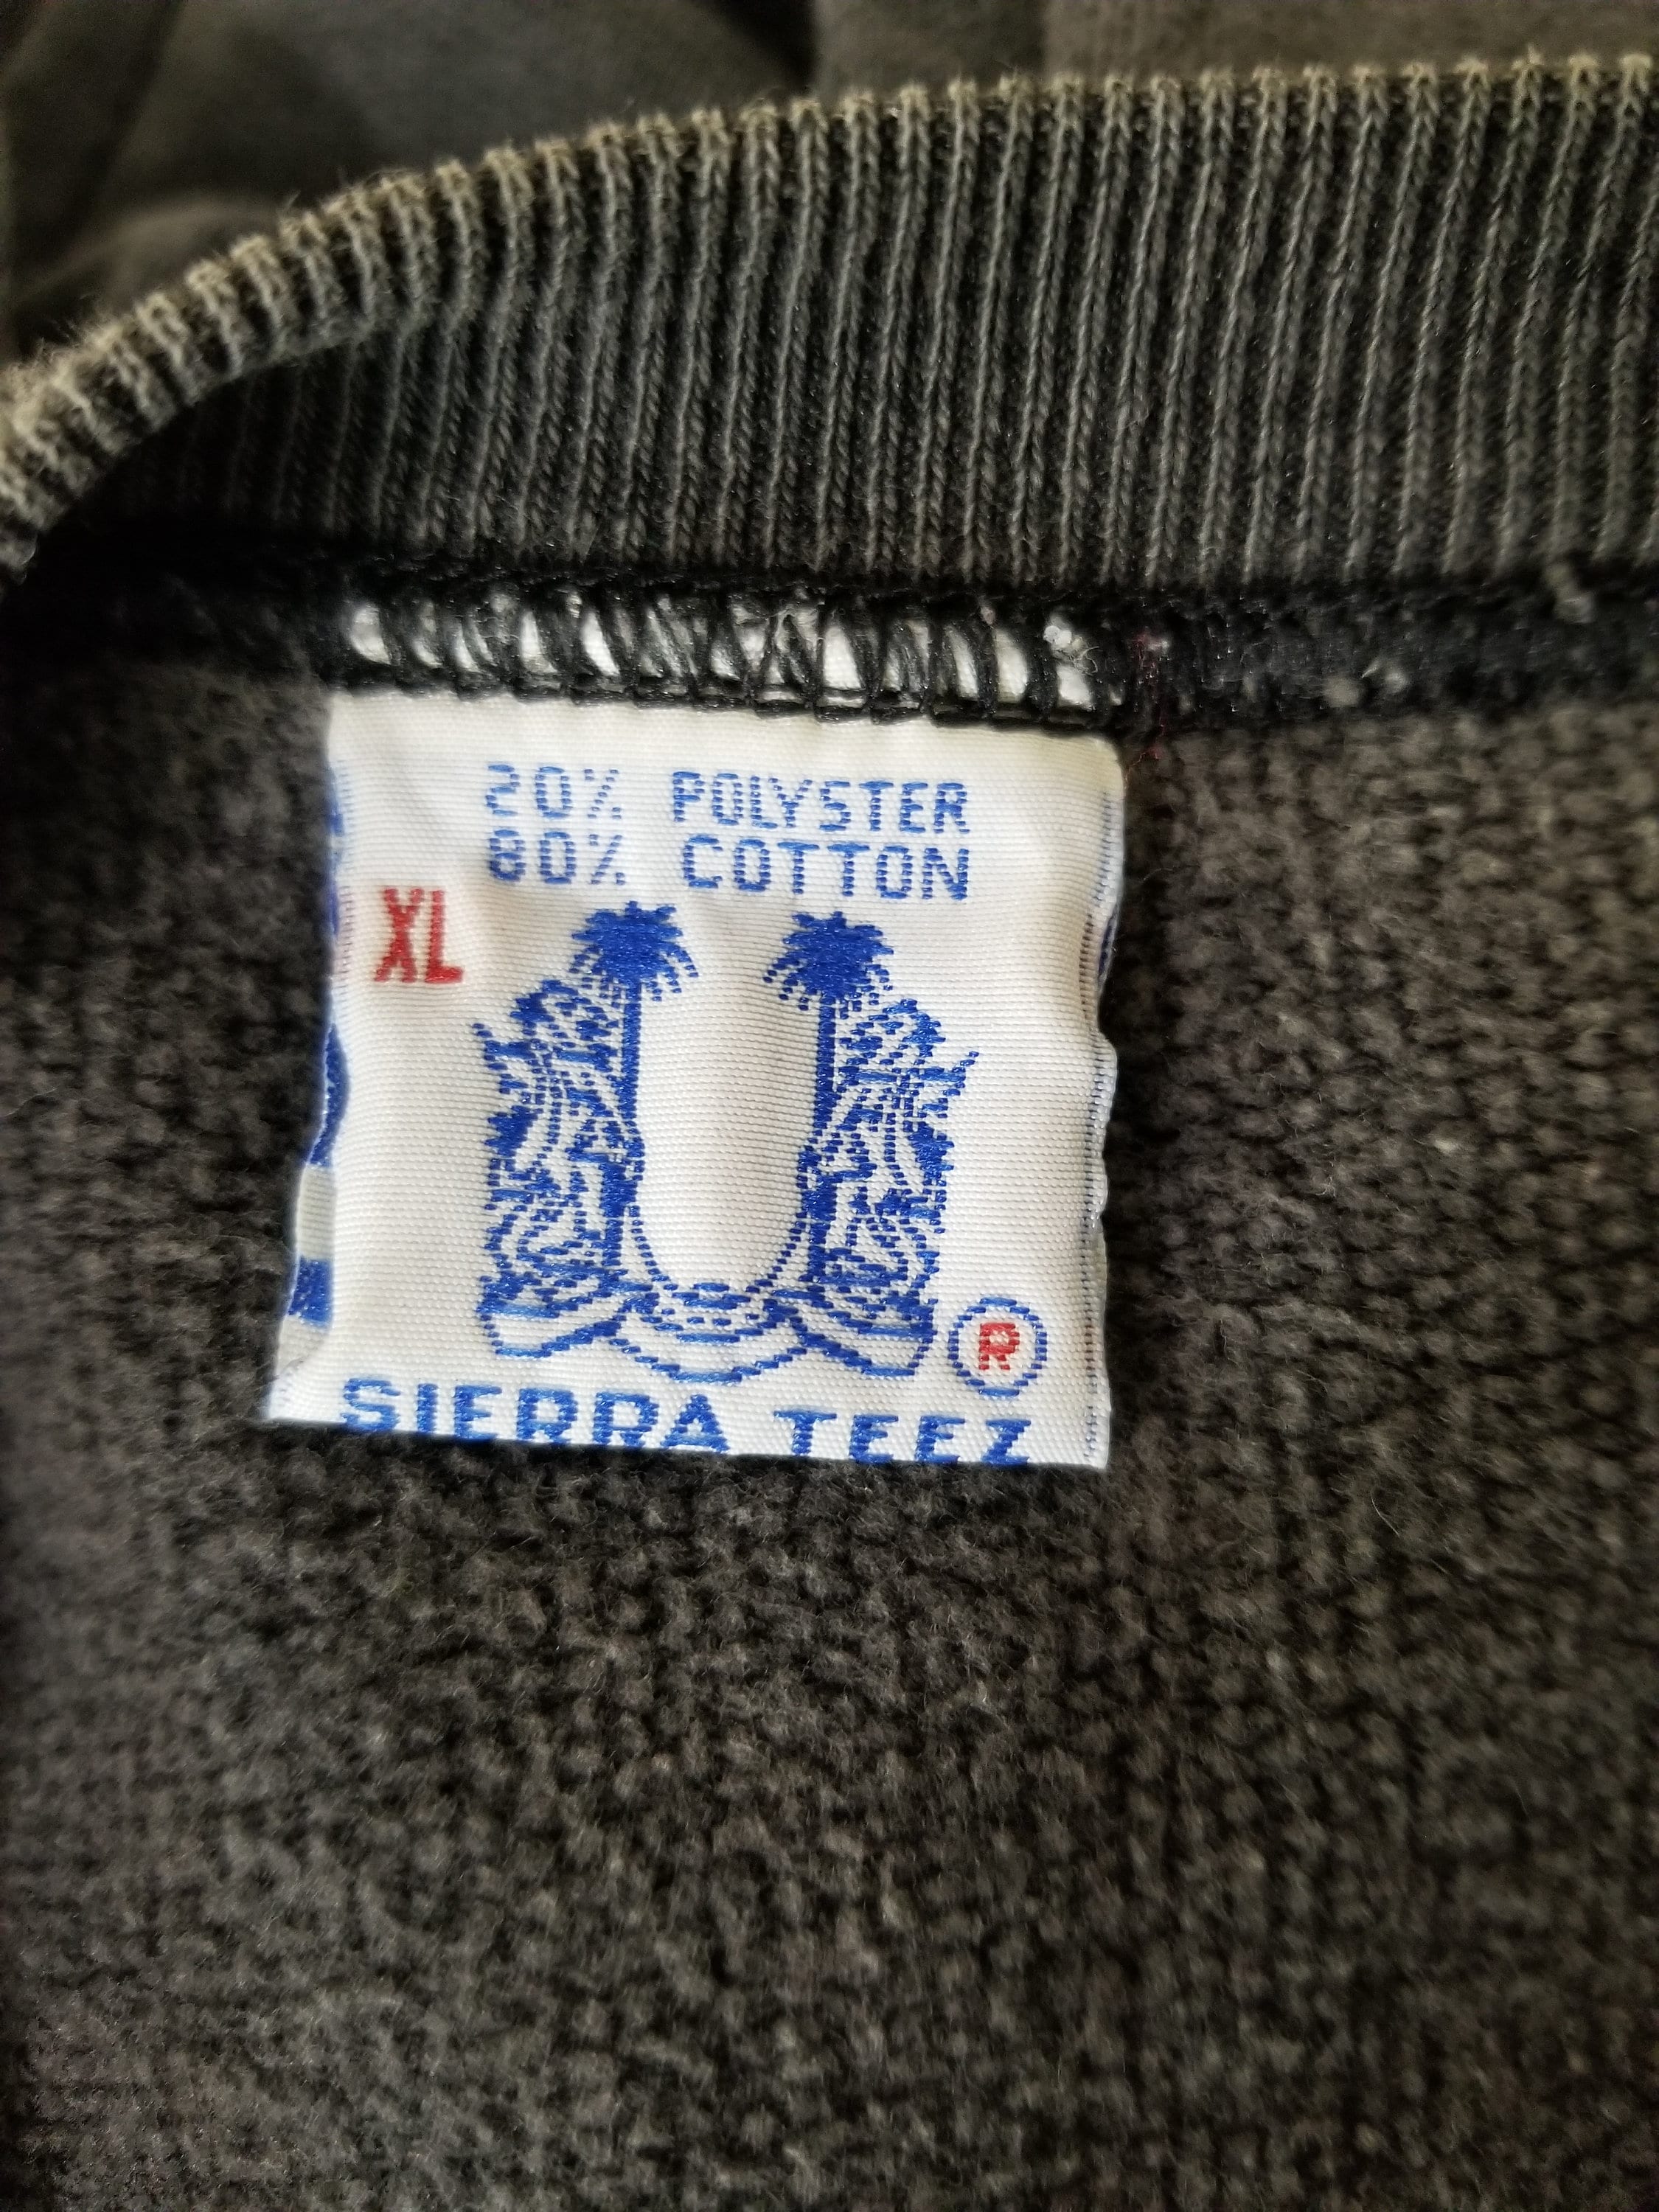 20% POLYSTER
80% COTTON
XL
R
SIERRA TEEZ